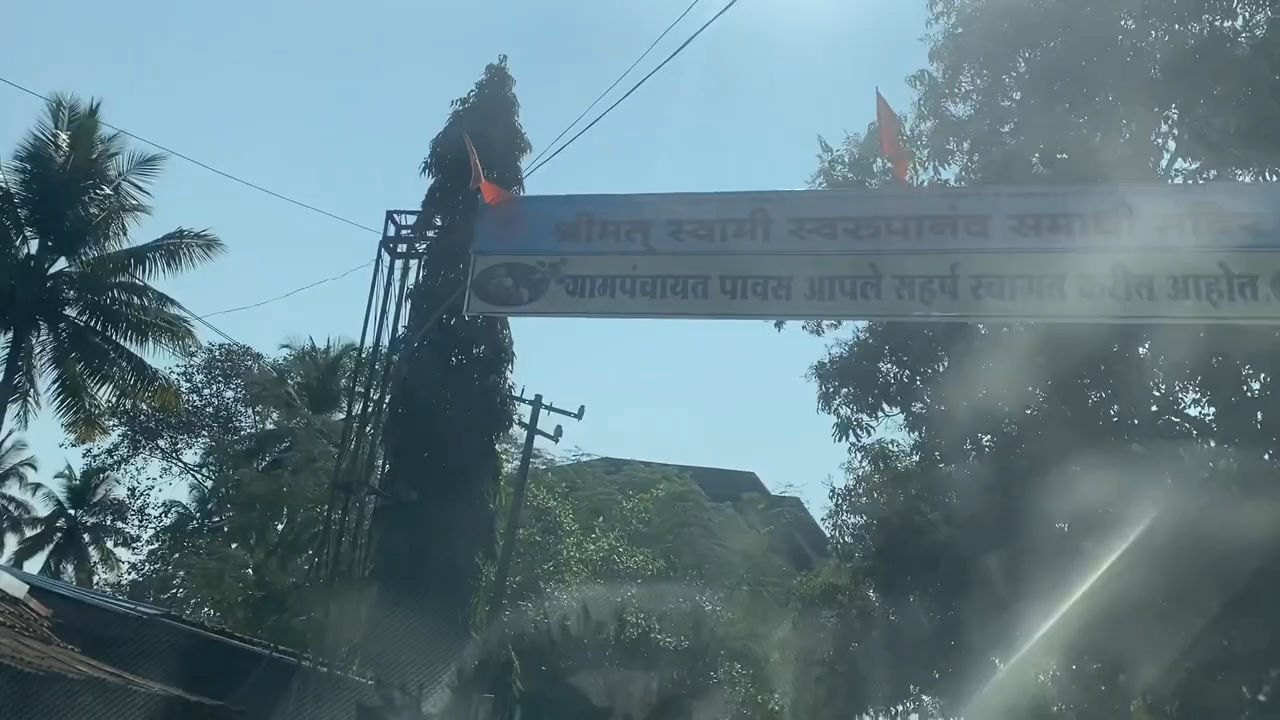 श्रीमत् स्वामी स्वरुपानंद समाधी मंदिर
ग्रामपंचायत पावस आपले सहर्ष स्वागत करीत आहोत